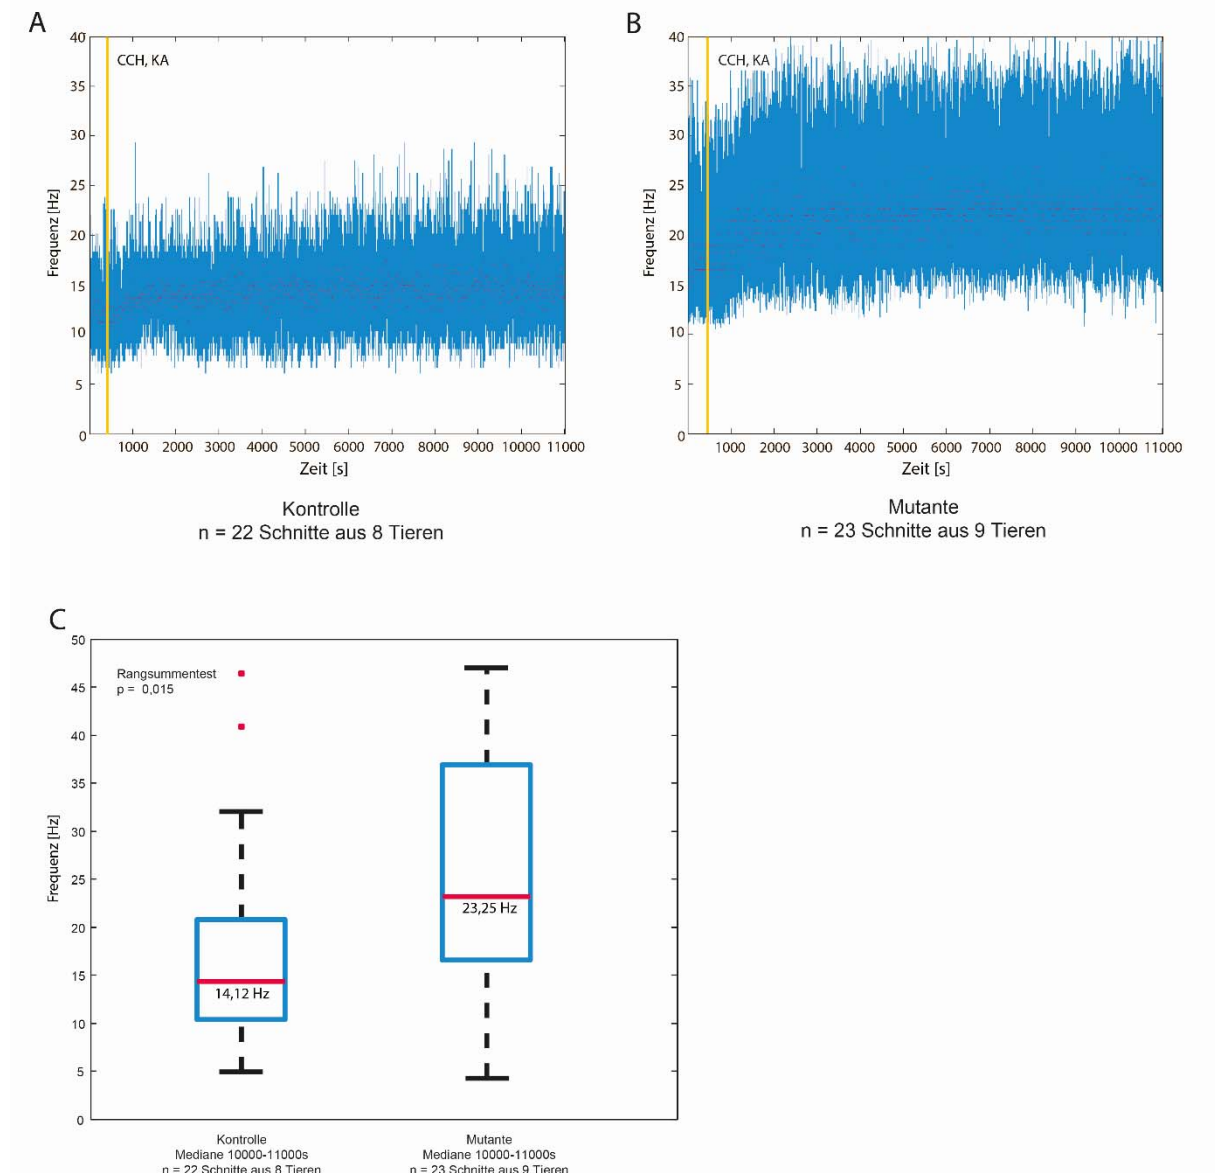 A
40
35
30
25
20
15
10
5
0
Frequenz [Hz]
CCH, KA
1000 2000 3000 4000 5000 6000 7000 8000 9000 10000 11000
Zeit [s]
Kontrolle
n = 22 Schnitte aus 8 Tieren
B
40
35
30
25
20
15
10
5
0
Frequenz [Hz]
CCH, KA
1000 2000 3000 4000 5000 6000 7000 8000 9000 10000 11000
Zeit [s]
Mutante
n = 23 Schnitte aus 9 Tieren
C
50
45
40
35
30
25
20
15
10
5
0
Frequenz [Hz]
Rangsummentest
p = 0,015
14,12 Hz
23,25 Hz
Kontrolle
Mediane 10000-11000s
n = 22 Schnitte aus 8 Tieren
Mutante
Mediane 10000-11000s
n = 23 Schnitte aus 9 Tieren